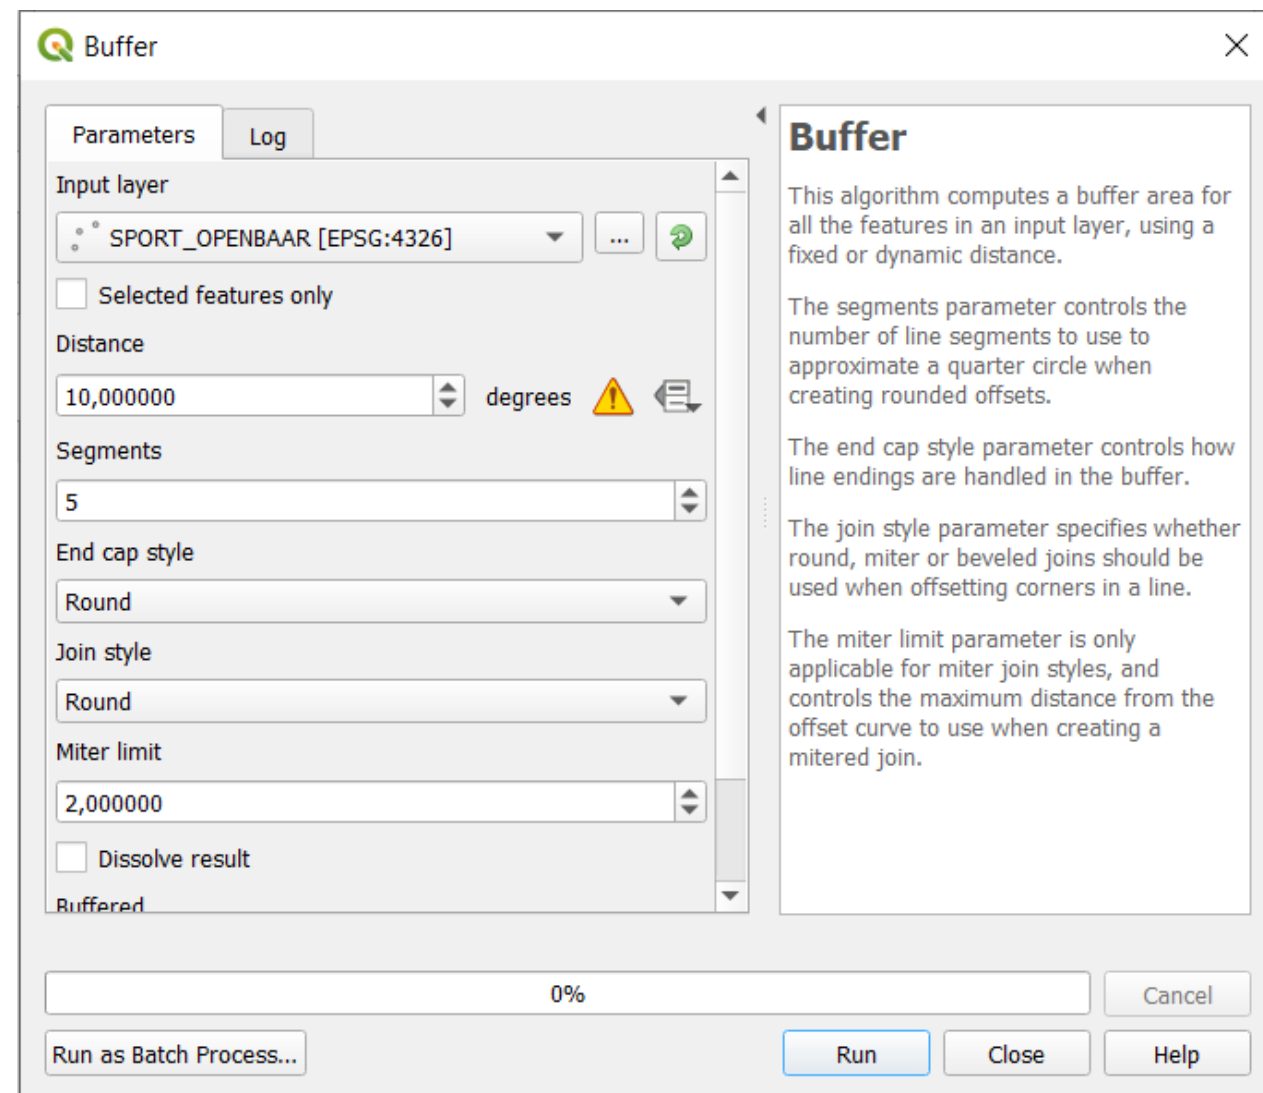 Buffer
Parameters
Log
Input layer
SPORT_OPENBAAR [EPSG:4326]
...
Selected features only
Distance
10,000000
degrees
Segments
5
End cap style
Round
Join style
Round
Miter limit
2,000000
Dissolve result
Buffered
Buffer
This algorithm computes a buffer area for
all the features in an input layer, using a
fixed or dynamic distance.
The segments parameter controls the
number of line segments to use to
approximate a quarter circle when
creating rounded offsets.
The end cap style parameter controls how
line endings are handled in the buffer.
The join style parameter specifies whether
round, miter or beveled joins should be
used when offsetting corners in a line.
The miter limit parameter is only
applicable for miter join styles, and
controls the maximum distance from the
offset curve to use when creating a
mitered join.
0%
Cancel
Run as Batch Process...
Run
Close
Help